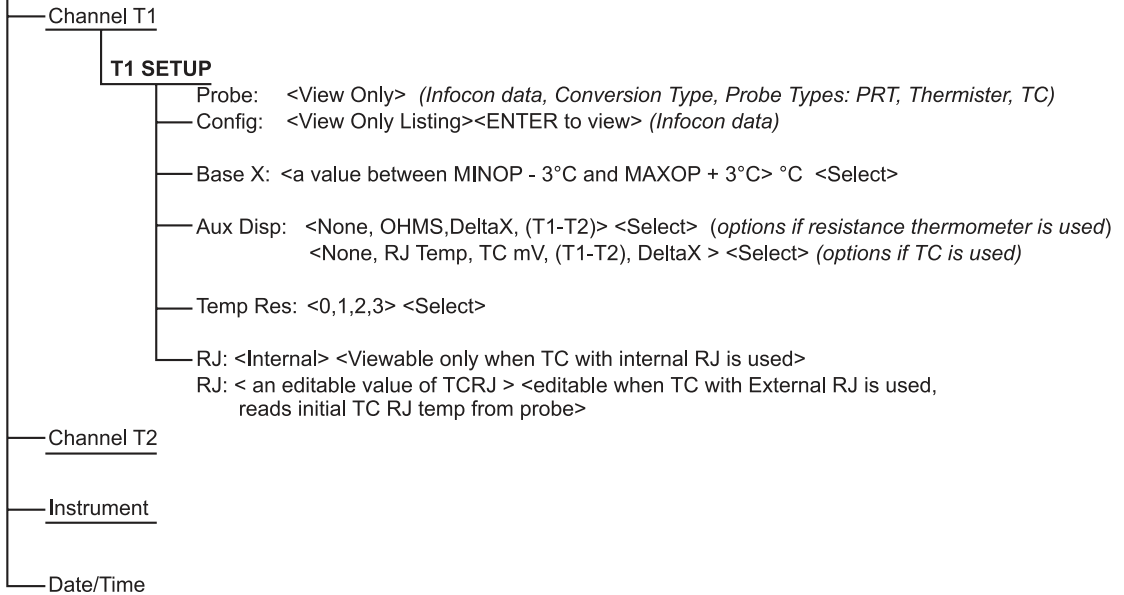 Channel T1
T1 SETUP
Probe: <View Only> (Infocon data, Conversion Type, Probe Types: PRT, Thermister, TC)
Config: <View Only Listing><ENTER to view> (Infocon data)
Base X: <a value between MINOP - 3°C and MAXOP + 3°C> °C <Select>
Aux Disp: <None, OHMS,DeltaX, (T1-T2)> <Select> (options if resistance thermometer is used)
<None, RJ Temp, TC mV, (T1-T2), DeltaX > <Select> (options if TC is used)
Temp Res: <0,1,2,3> <Select>
RJ: <Internal> <Viewable only when TC with internal RJ is used>
RJ: < an editable value of TCRJ > <editable when TC with External RJ is used,
reads initial TC RJ temp from probe>
Channel T2
Instrument
Date/Time